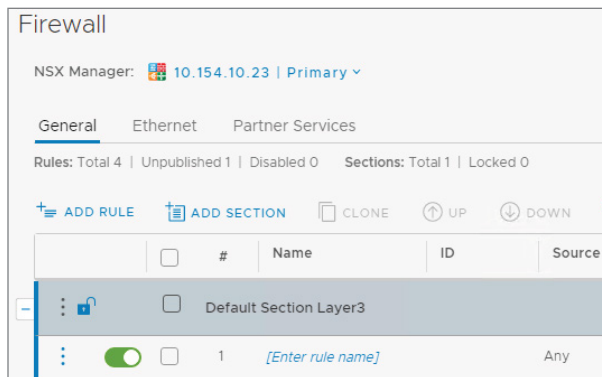 Firewall
NSX Manager: 10.154.10.23 | Primary
General Ethernet Partner Services
Rules: Total 4 | Unpublished 1 | Disabled 0 Sections: Total 1 | Locked 0
ADD RULE ADD SECTION CLONE UP DOWN
# Name ID Source
Default Section Layer3
1 [Enter rule name] Any